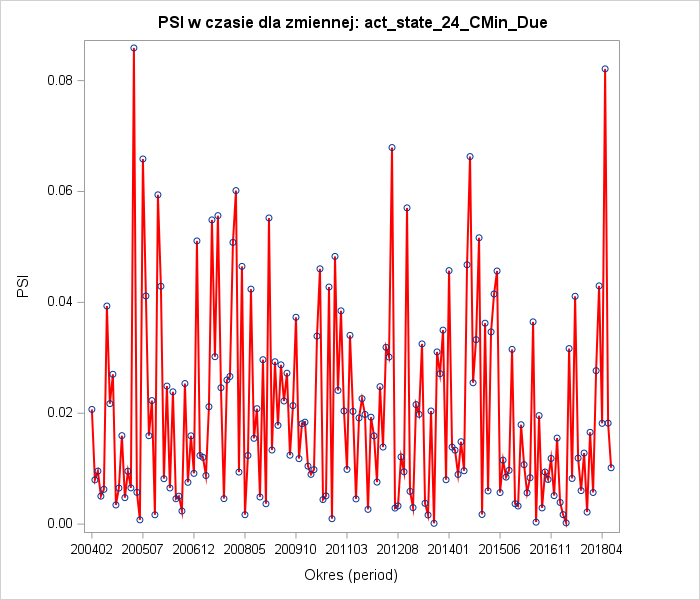 PSI w czasie dla zmiennej: act_state_24_CMin_Due
0.08
0.06
0.04
0.02
0.00
PSI
200402 200507 200612 200805 200910 201103 201208 201401 201506 201611 201804
Okres (period)